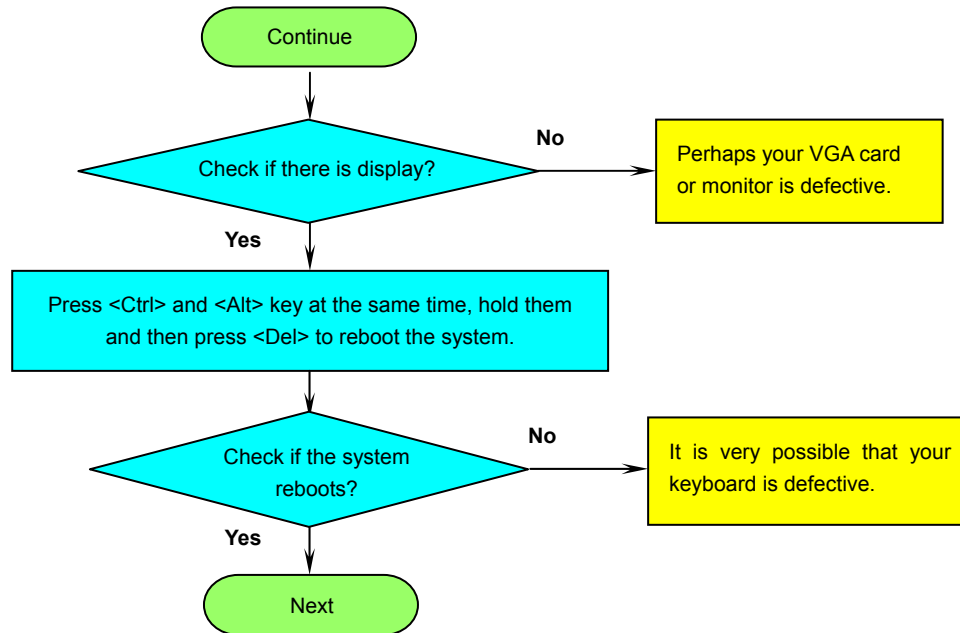 Continue
Check if there is display?
No
Perhaps your VGA card
or monitor is defective.
Yes
Press <Ctrl> and <Alt> key at the same time, hold them
and then press <Del> to reboot the system.
Check if the system
reboots?
No
It is very possible that your
keyboard is defective.
Yes
Next